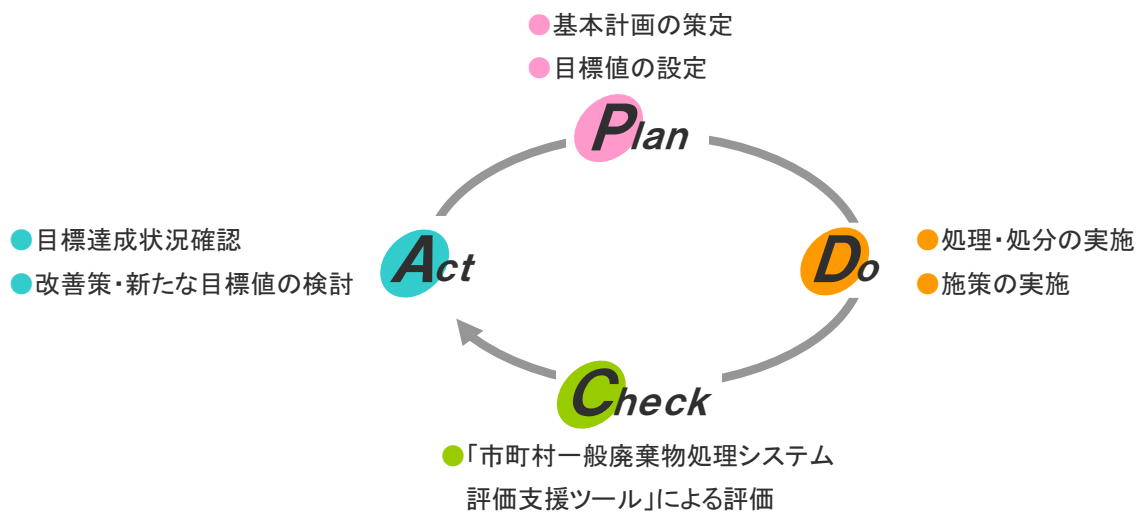 ●基本計画の策定
●目標値の設定
Plan
●目標達成状況確認
●改善策・新たな目標値の検討
Act
Do
●処理・処分の実施
●施策の実施
Check
●「市町村一般廃棄物処理システム
評価支援ツール」による評価